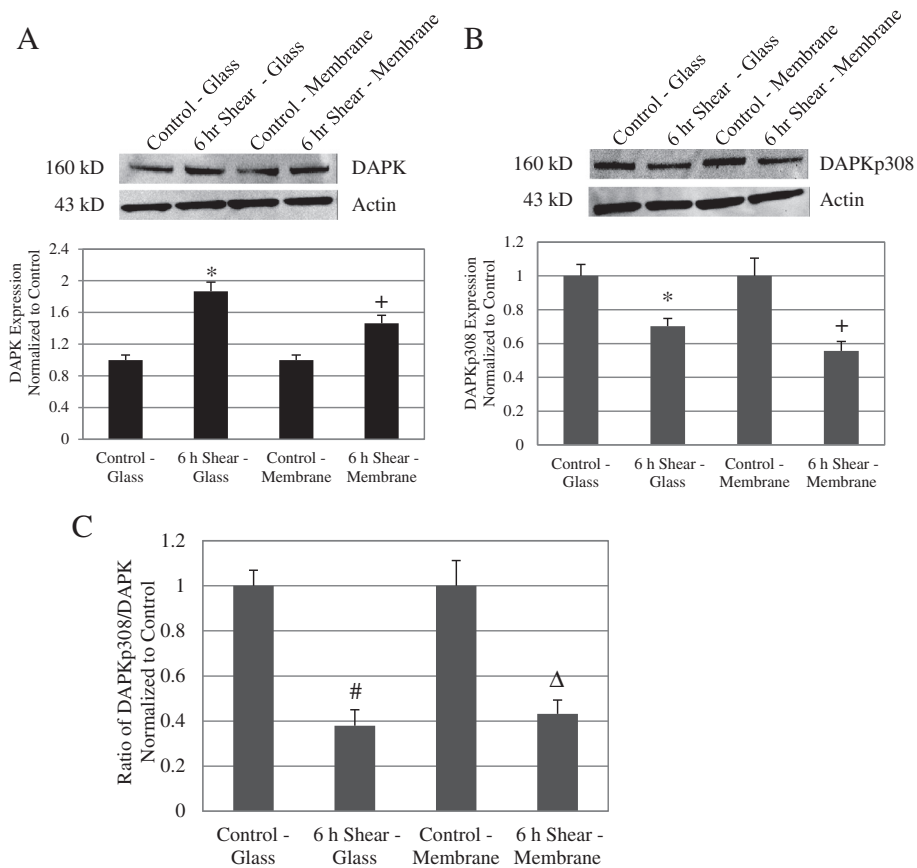 A
Control - Glass
6 hr Shear - Glass
Control - Membrane
6 hr Shear - Membrane
160 kD
DAPK
43 kD
Actin
DAPK Expression
Normalized to Control
2.4
2
1.6
1.2
0.8
0.4
0
*
+
Control -
Glass
6 h Shear -
Glass
Control -
Membrane
6 h Shear -
Membrane
B
Control - Glass
6 hr Shear - Glass
Control - Membrane
6 hr Shear - Membrane
160 kD
DAPKp308
43 kD
Actin
DAPKp308 Expression
Normalized to Control
1.2
1
0.8
0.6
0.4
0.2
0
*
+
Control -
Glass
6 h Shear -
Glass
Control -
Membrane
6 h Shear -
Membrane
C
Ratio of DAPKp308/DAPK
Normalized to Control
1.2
1
0.8
0.6
0.4
0.2
0
#
Δ
Control -
Glass
6 h Shear -
Glass
Control -
Membrane
6 h Shear -
Membrane